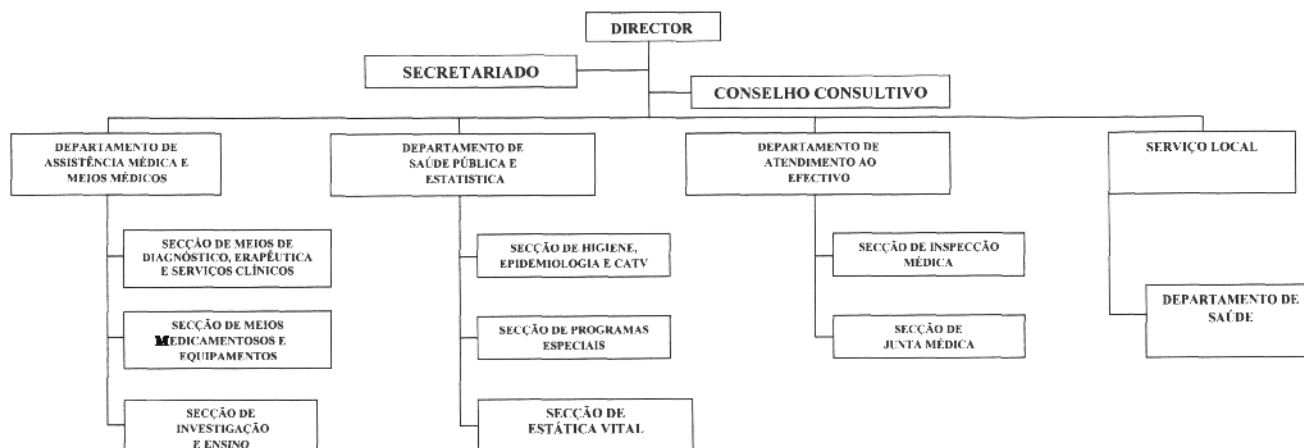 DIRECTOR
SECRETARIADO
CONSELHO CONSULTIVO
DEPARTAMENTO DE
ASSISTÊNCIA MÉDICA E
MEIOS MÉDICOS
DEPARTAMENTO DE
SAÚDE PÚBLICA E
ESTATISTICA
DEPARTAMENTO DE
ATENDIMENTO AO
EFECTIVO
SERVIÇO LOCAL
SECÇÃO DE MEIOS DE
DIAGNÓSTICO, ERAPÊUTICA
E SERVIÇOS CLÍNICOS
SECÇÃO DE MEIOS
MEDICAMENTOSOS E
EQUIPAMENTOS
SECÇÃO DE
INVESTIGAÇÃO
E ENSINO
SECÇÃO DE HIGIENE,
EPIDEMIOLOGIA E CATV
SECÇÃO DE PROGRAMAS
ESPECIAIS
SECÇÃO DE
ESTÁTICA VITAL
SECÇÃO DE INSPECÇÃO
MÉDICA
SECÇÃO DE
JUNTA MÉDICA
DEPARTAMENTO DE
SAÚDE